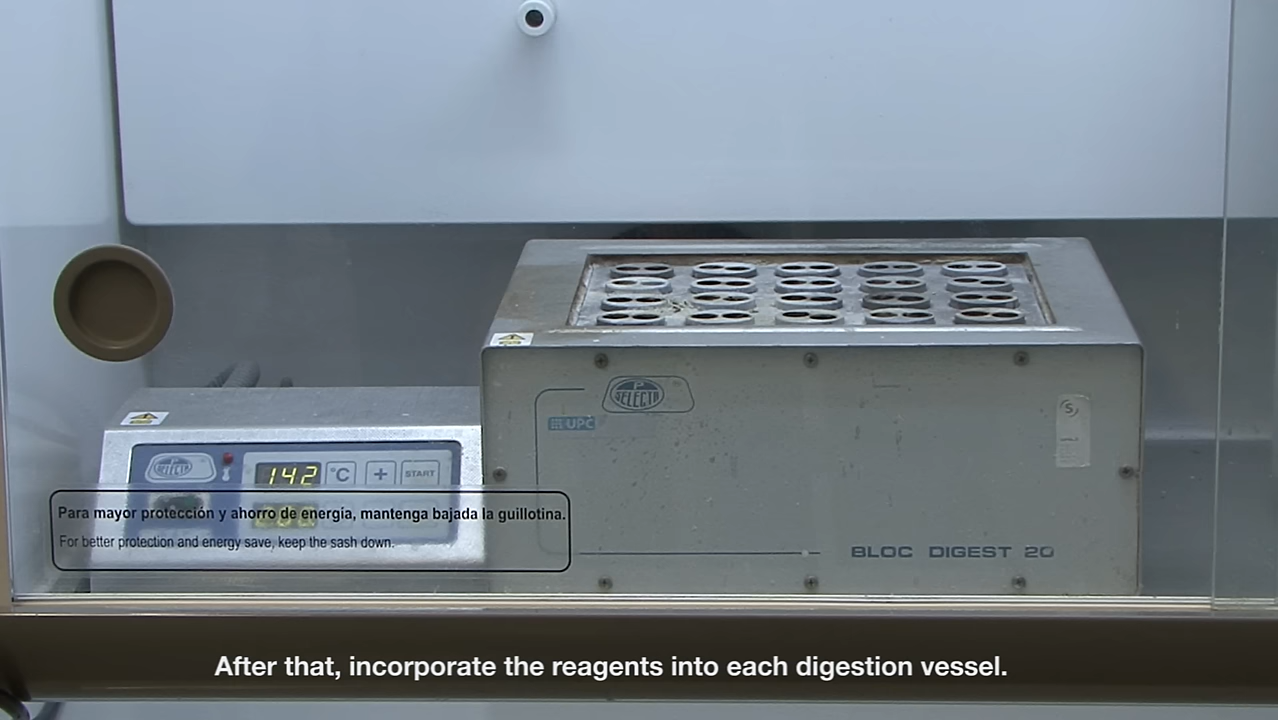 SELECTA
UPC
SELECTA
142
°C
+
START
Para mayor protección y ahorro de energía, mantenga bajada la guillotina.
For better protection and energy save, keep the sash down.
BLOC DIGEST 20
After that, incorporate the reagents into each digestion vessel.